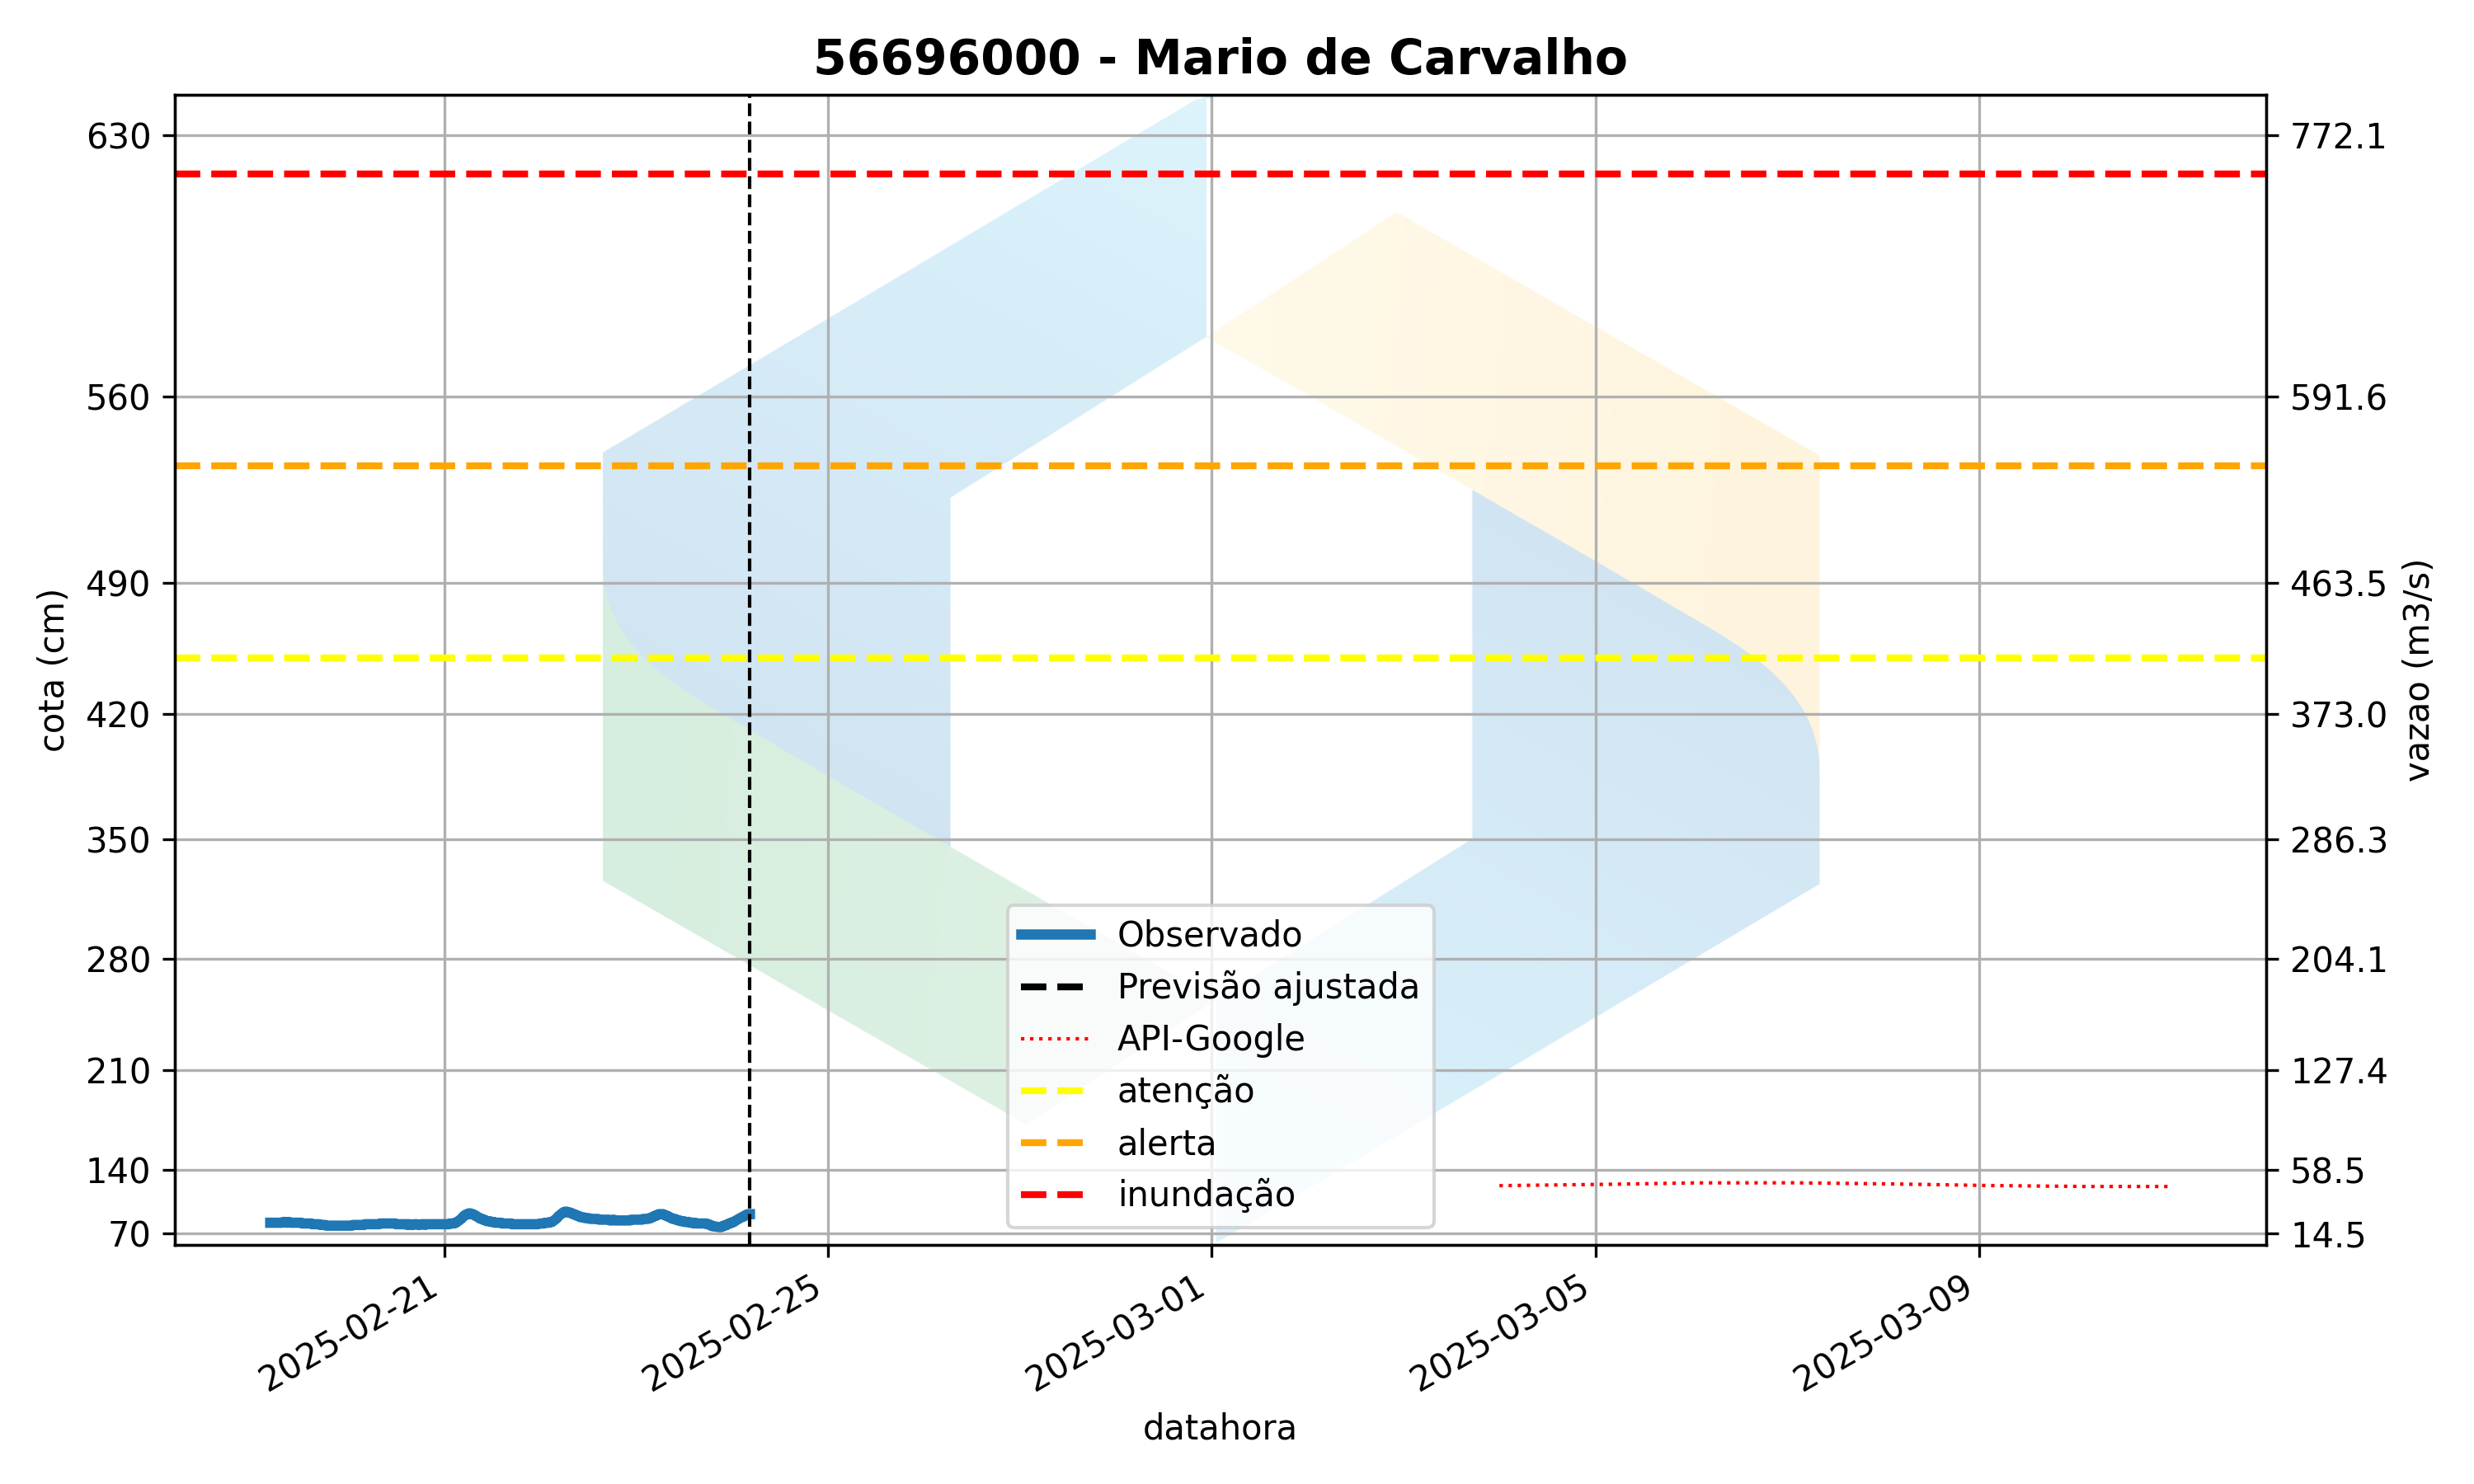 56696000 - Mario de Carvalho
630
560
490
420
350
280
210
140
70
cota (cm)
772.1
591.6
463.5
373.0
286.3
204.1
127.4
58.5
14.5
vazao (m3/s)
Observado
Previsão ajustada
API-Google
atenção
alerta
inundação
2025-02-21
2025-02-25
2025-03-01
2025-03-05
2025-03-09
datahora